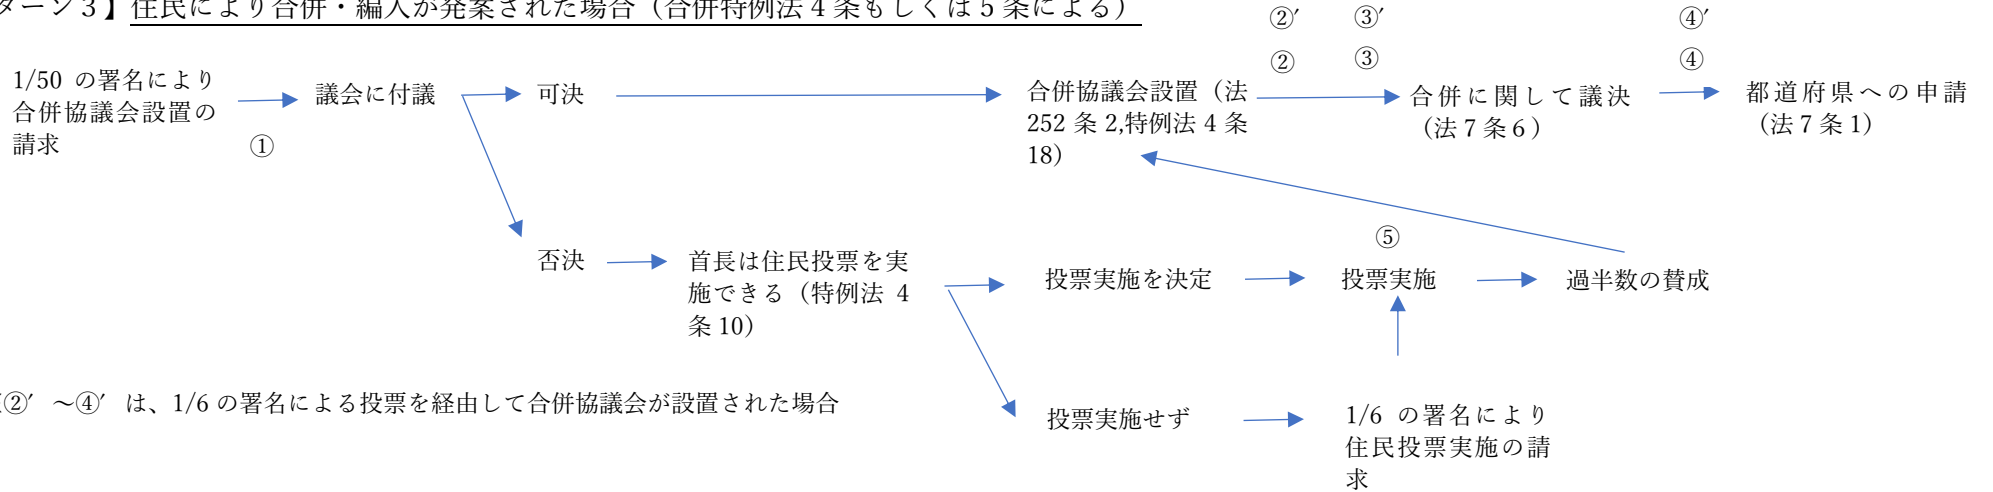 ターン３】住民により合併・編入が発案された場合（合併特例法４条もしくは５条による）
②′ ③′ ④′
② ③ ④
1/50 の署名により
合併協議会設置の
請求
①
議会に付議
可決
合併協議会設置（法
252 条 2,特例法 4 条
18）
合併に関して議決
（法７条６）
都道府県への申請
（法７条１）
否決
首長は住民投票を実
施できる（特例法 4
条 10）
投票実施を決定
⑤
投票実施
過半数の賛成
②′～④′は、1/6 の署名による投票を経由して合併協議会が設置された場合
投票実施せず
1/6 の署名により
住民投票実施の請
求